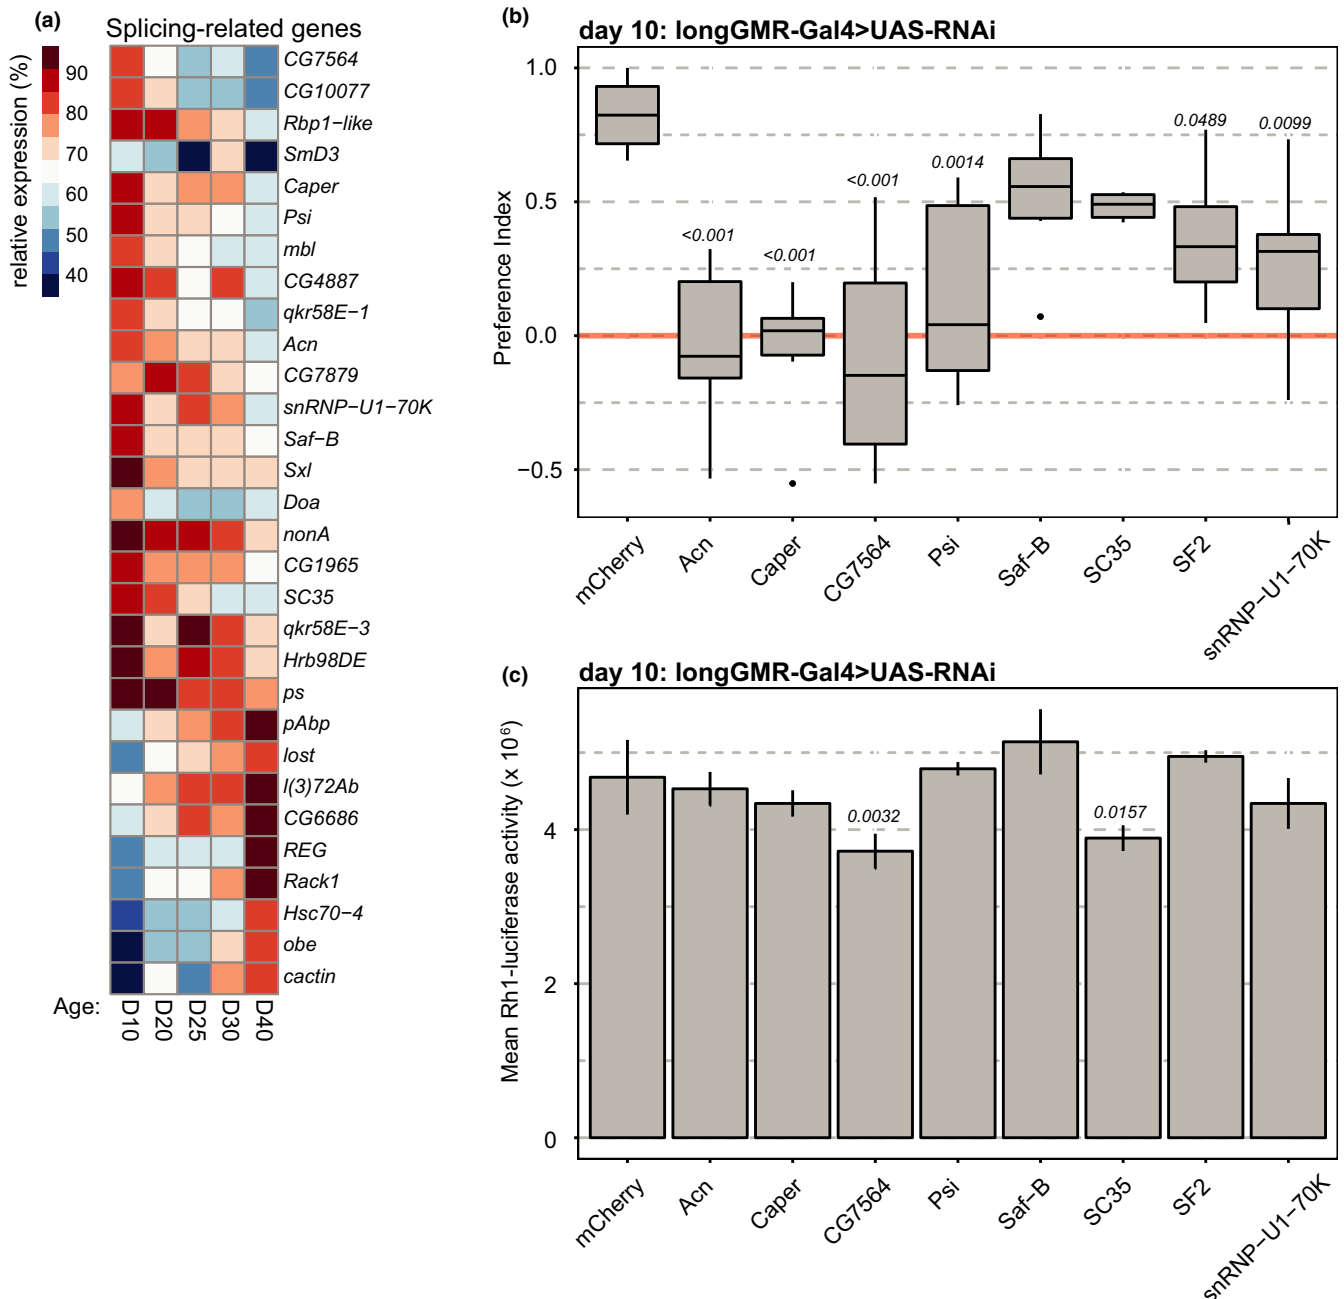 (a)
Splicing-related genes
relative expression (%)
90
80
70
60
50
40
CG7564
CG10077
Rbp1-like
SmD3
Caper
Psi
mbl
CG4887
qkr58E-1
Acn
CG7879
snRNP-U1-70K
Saf-B
Sxl
Doa
nonA
CG1965
SC35
qkr58E-3
Hrb98DE
ps
pAbp
lost
l(3)72Ab
CG6686
REG
Rack1
Hsc70-4
obe
cactin
Age: D10 D20 D25 D30 D40
(b)
day 10: longGMR-Gal4>UAS-RNAi
Preference Index
1.0
0.5
0.0
−0.5
<0.001
<0.001
<0.001
0.0014
0.0489
0.0099
mCherry
Acn
Caper
CG7564
Psi
Saf-B
SC35
SF2
snRNP-U1-70K
(c)
day 10: longGMR-Gal4>UAS-RNAi
Mean Rh1-luciferase activity (x 10⁶)
4
2
0
0.0032
0.0157
mCherry
Acn
Caper
CG7564
Psi
Saf-B
SC35
SF2
snRNP-U1-70K